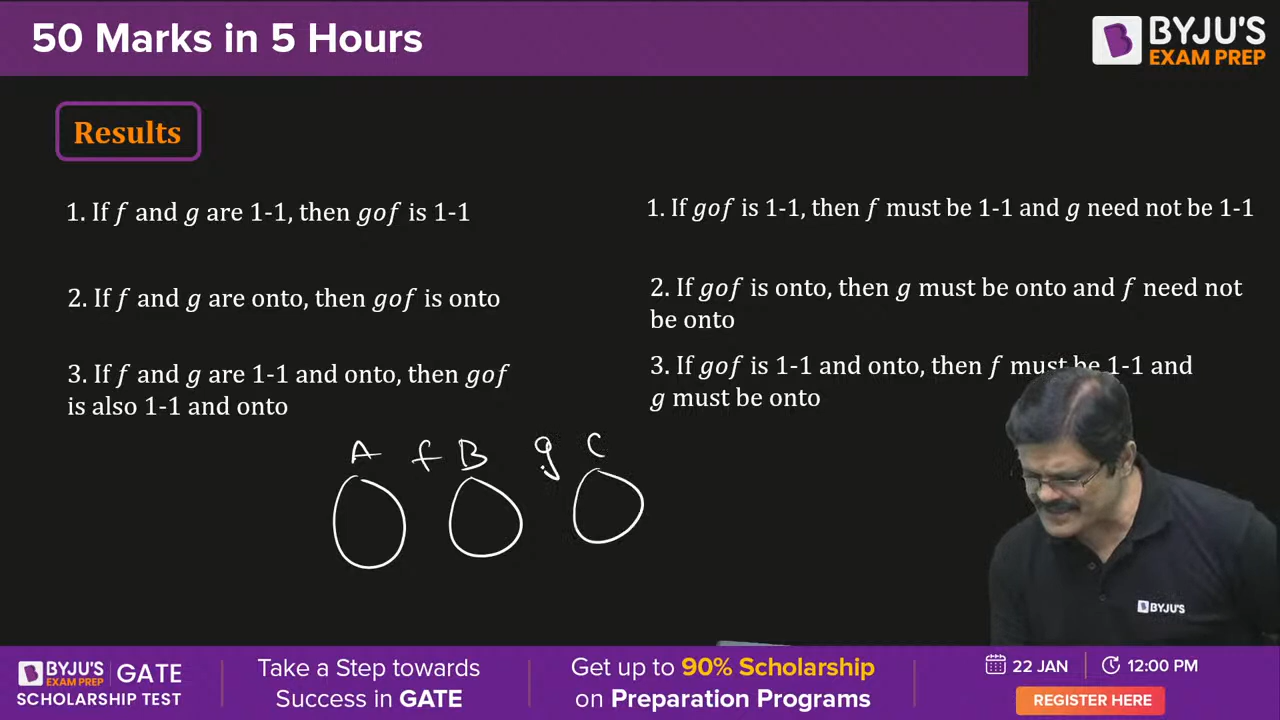 50 Marks in 5 Hours
BYJU'S
EXAM PREP
Results
1. If f and g are 1-1, then gof is 1-1
2. If f and g are onto, then gof is onto
3. If f and g are 1-1 and onto, then gof
is also 1-1 and onto
1. If gof is 1-1, then f must be 1-1 and g need not be 1-1
2. If gof is onto, then g must be onto and f need not
be onto
3. If gof is 1-1 and onto, then f must be 1-1 and
g must be onto
A f B g C
BYJU'S
BYJU'S
EXAM PREP
GATE
SCHOLARSHIP TEST
Take a Step towards
Success in GATE
Get up to 90% Scholarship
on Preparation Programs
22 JAN
12:00 PM
REGISTER HERE